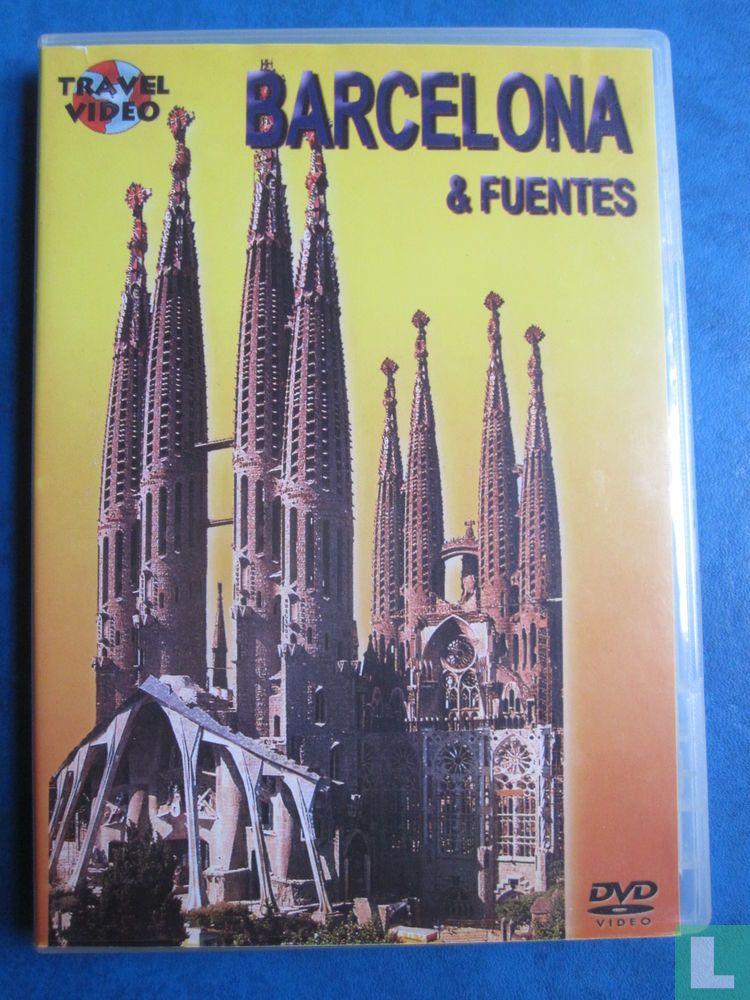 TRAVEL
VIDEO
BARCELONA
& FUENTES
DVD
VIDEO
L